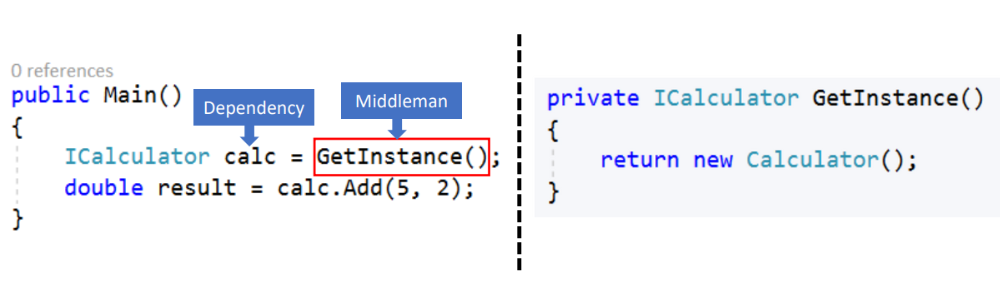 0 references
public Main()
Dependency
Middleman
{
ICalculator calc = GetInstance();
double result = calc.Add(5, 2);
}
private ICalculator GetInstance()
{
return new Calculator();
}